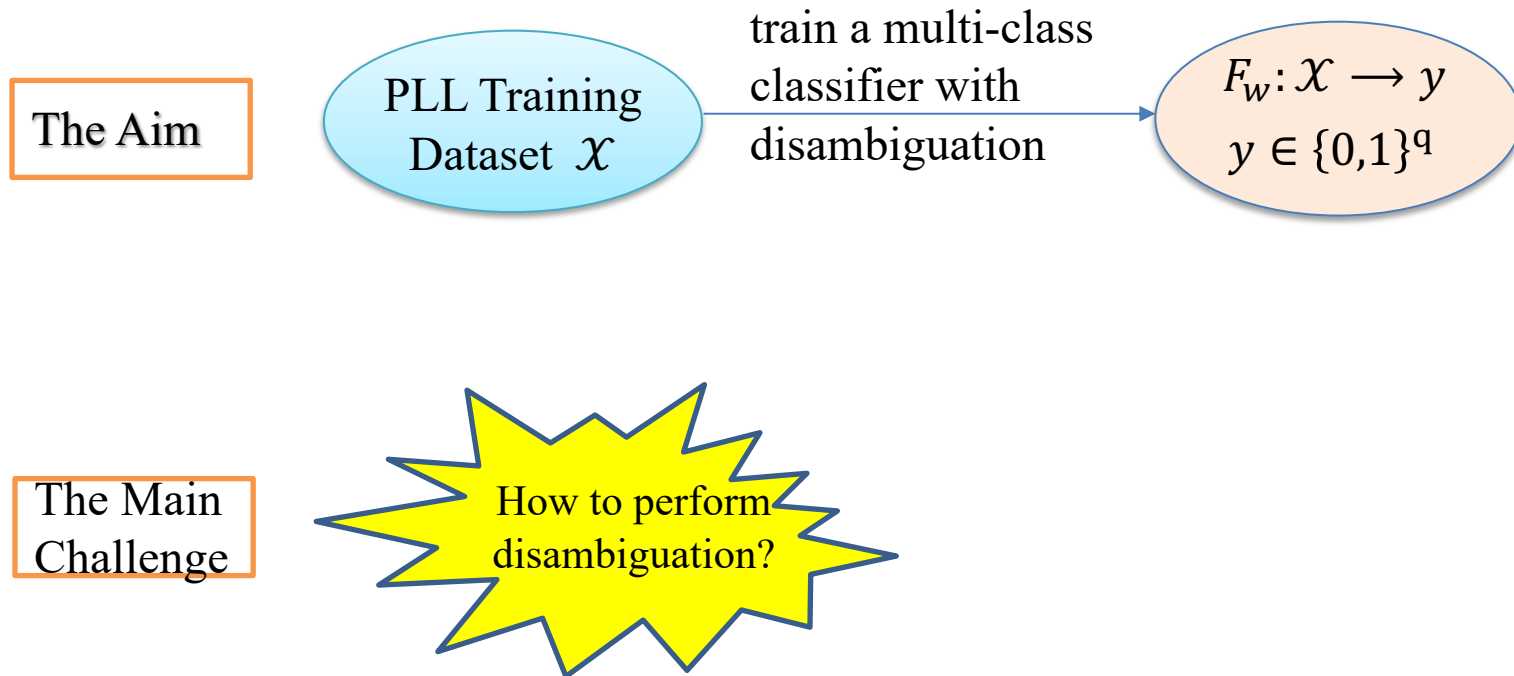 The Aim
PLL Training
Dataset 𝒳
train a multi-class
classifier with
disambiguation
F_w: 𝒳 ⟶ y
y ∈ {0,1}^q
The Main
Challenge
How to perform
disambiguation?